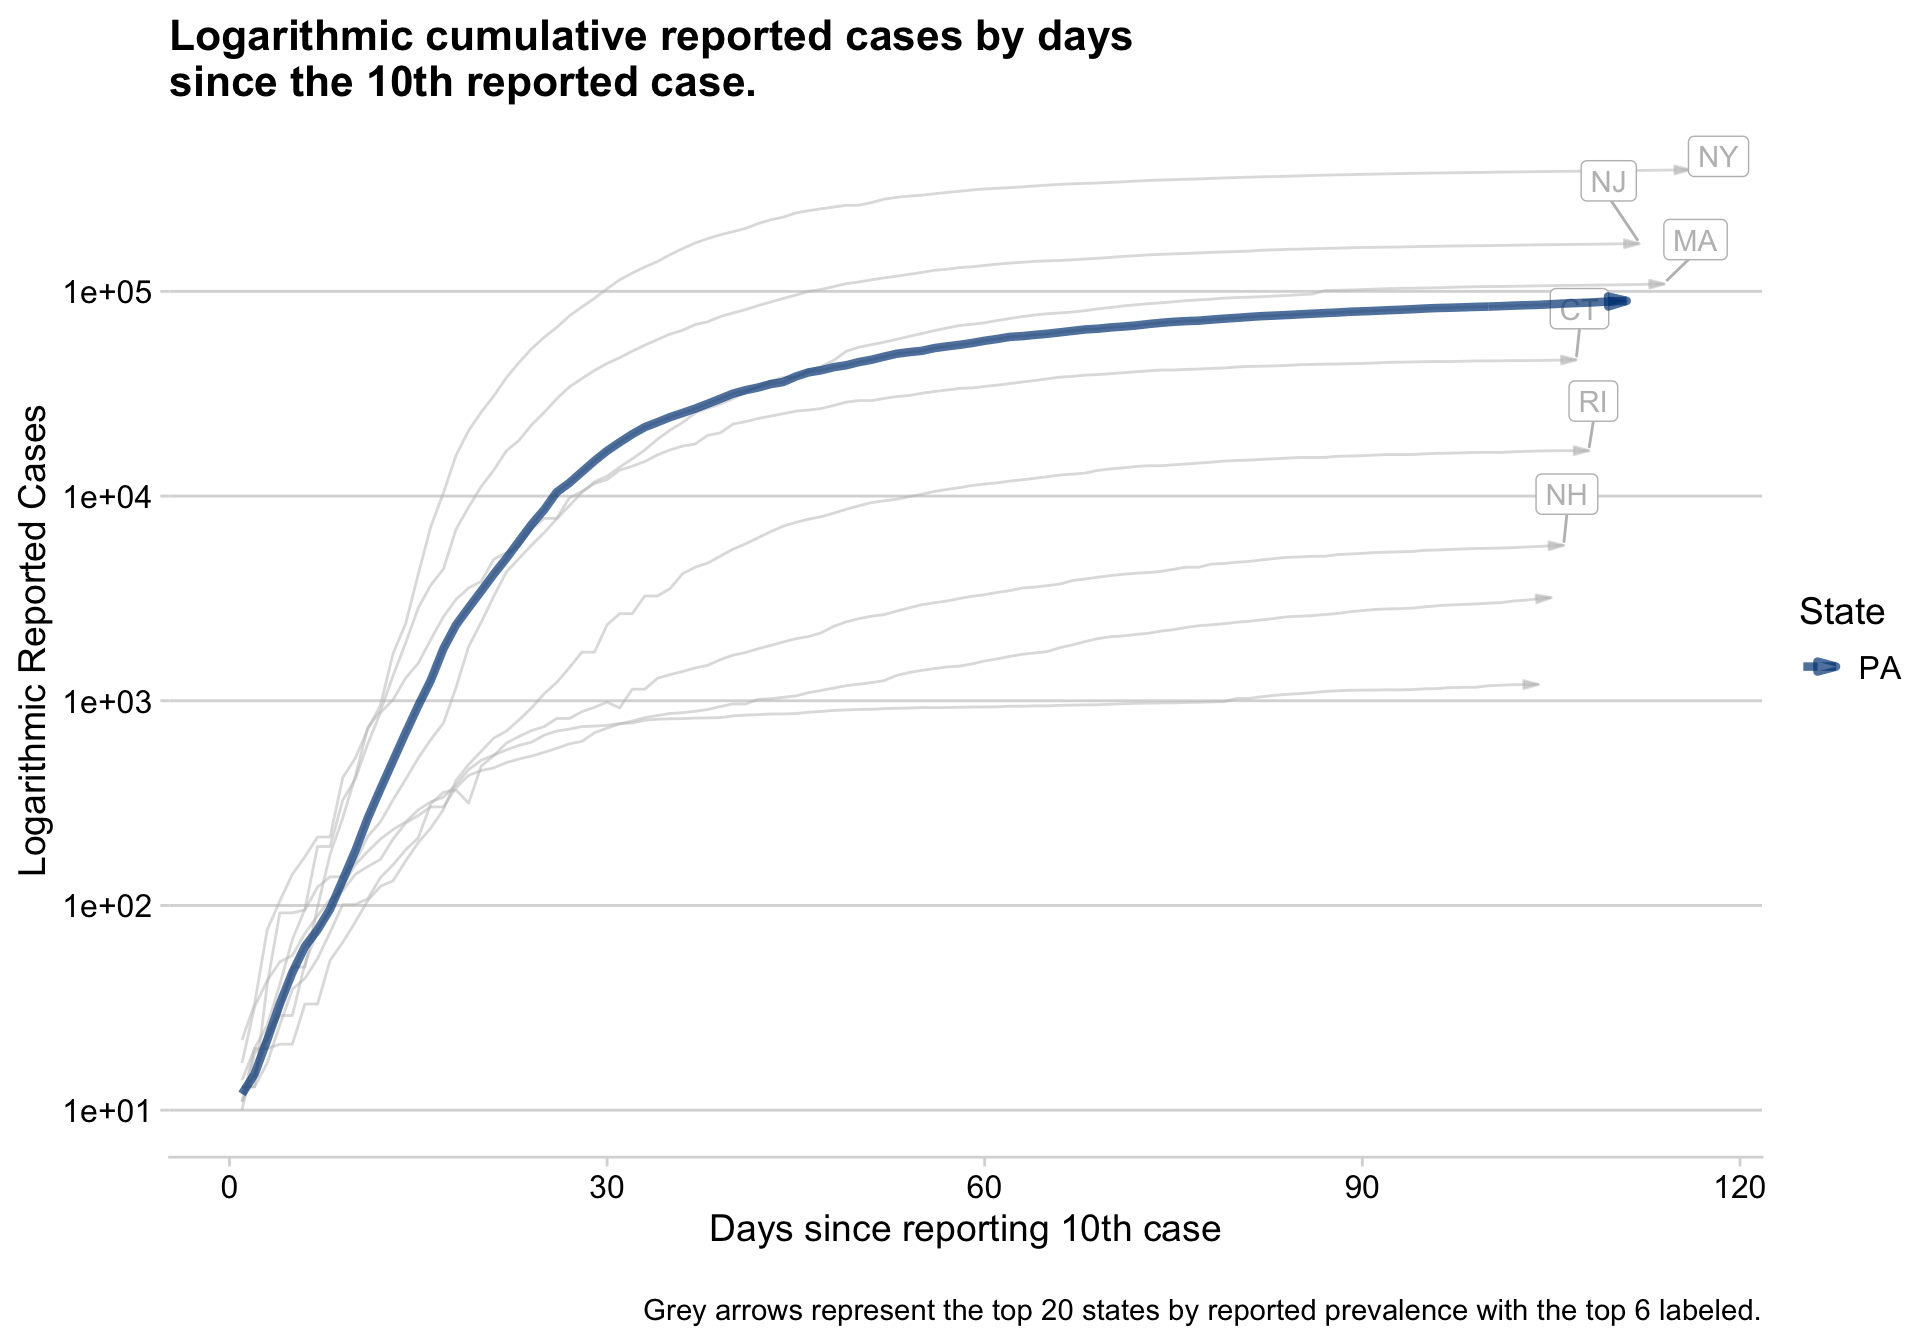 Logarithmic cumulative reported cases by days
since the 10th reported case.
NY
NJ
MA
1e+05
CT
RI
1e+04
NH
1e+03
1e+02
1e+01
Logarithmic Reported Cases
State
PA
0 30 60 90 120
Days since reporting 10th case
Grey arrows represent the top 20 states by reported prevalence with the top 6 labeled.